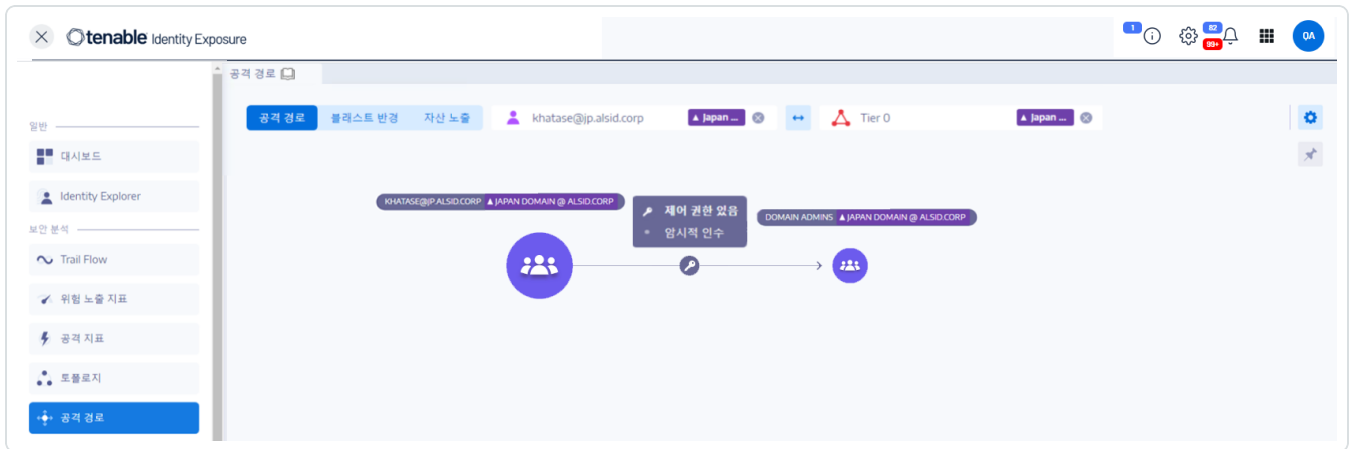 tenable Identity Exposure
1
82
99+
QA
공격 경로
일반
대시보드
Identity Explorer
보안 분석
Trail Flow
위험 노출 지표
공격 지표
토폴로지
공격 경로
공격 경로 블래스트 반경 자산 노출 khatase@jp.alsid.corp Japan ... Tier 0 Japan ...
KHATASE@JP.ALSID.CORP JAPAN DOMAIN @ ALSID.CORP
제어 권한 있음
암시적 인수
DOMAIN ADMINS JAPAN DOMAIN @ ALSID.CORP